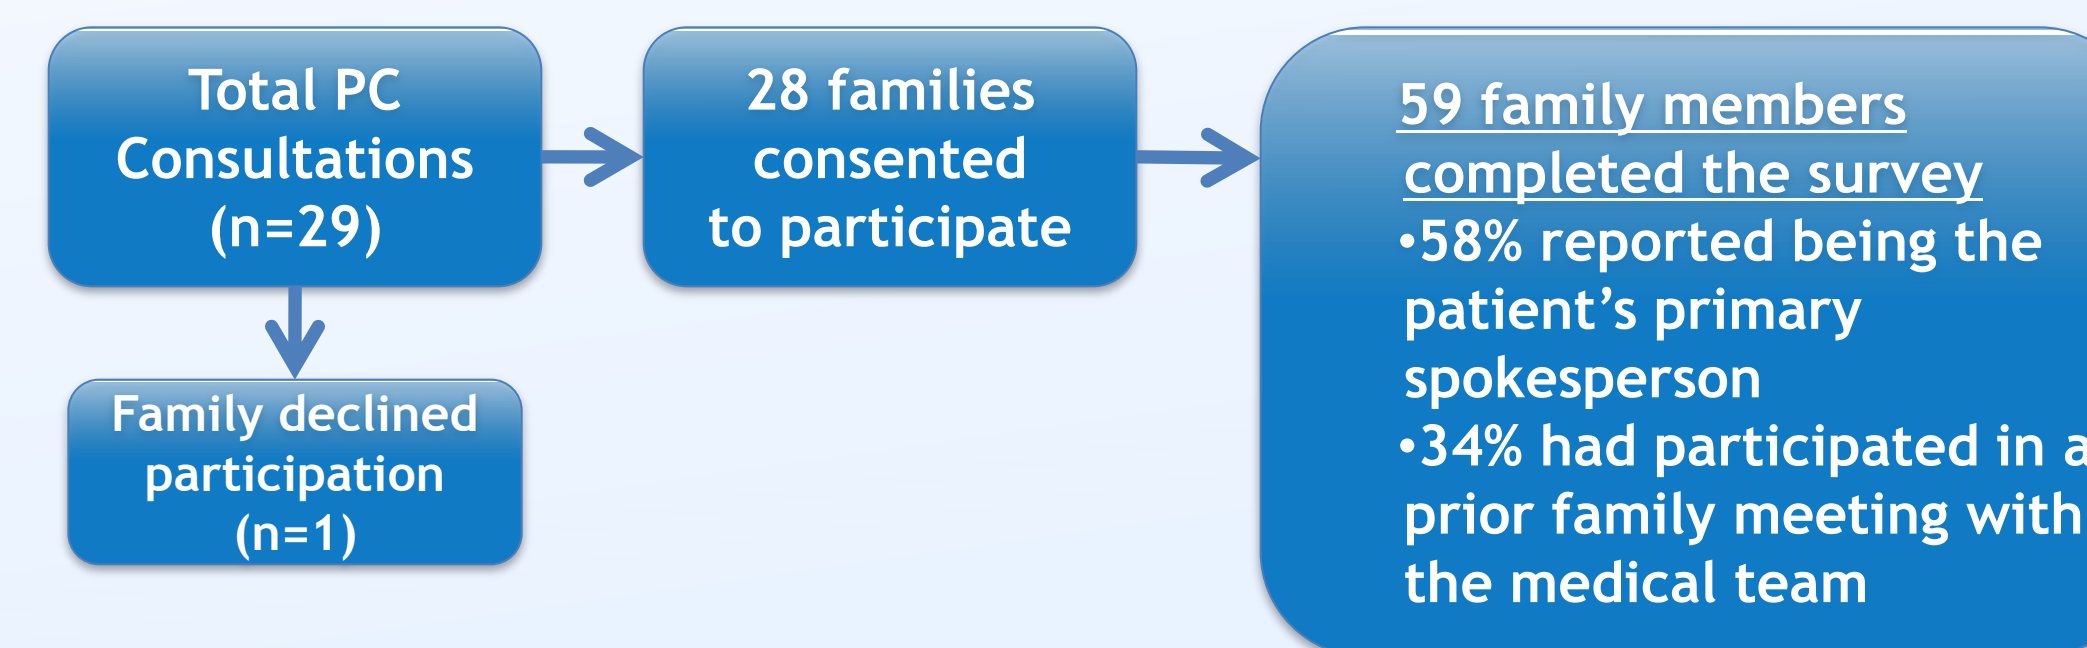 Total PC
Consultations
(n=29)
28 families
consented
to participate
59 family members
completed the survey
•58% reported being the
patient’s primary
spokesperson
•34% had participated in a
prior family meeting with
the medical team
Family declined
participation
(n=1)